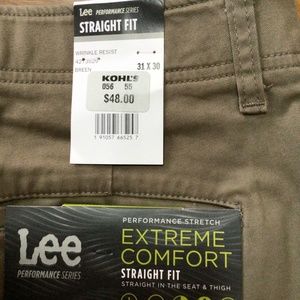 Lee PERFORMANCE SERIES
STRAIGHT FIT
WRINKLE RESIST
BREEN
31 X 30
KOHL'S
056 55
$48.00
PERFORMANCE STRETCH
EXTREME
COMFORT
STRAIGHT FIT
STRAIGHT IN THE SEAT & THIGH
Lee
PERFORMANCE SERIES